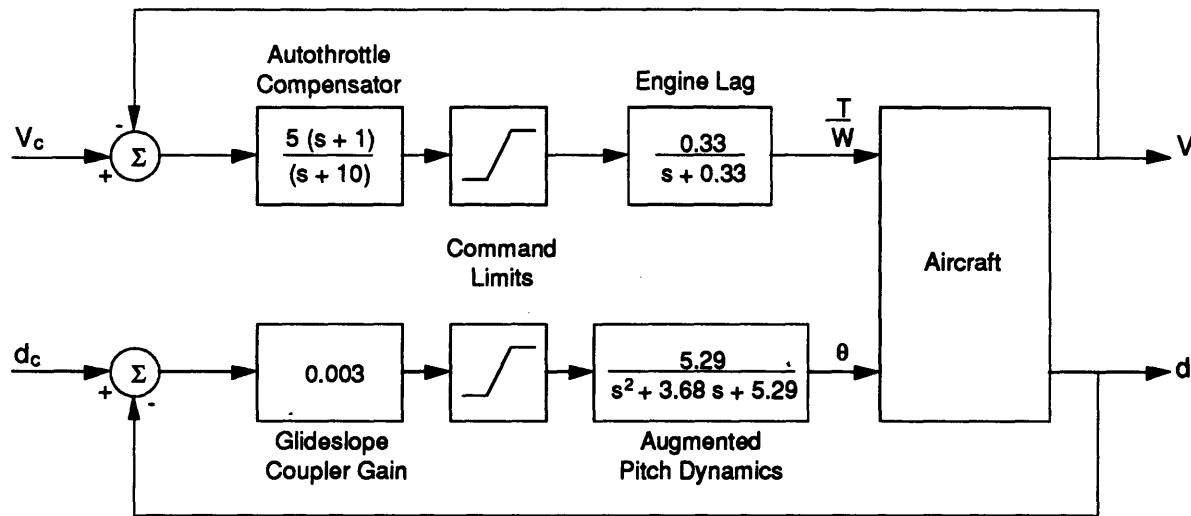 Autothrottle
Compensator
Engine Lag
V_c
-
+
Σ
5 (s + 1)
(s + 10)
0.33
s + 0.33
T
W
V
Command
Limits
Aircraft
d_c
+
-
Σ
0.003
5.29
s² + 3.68 s + 5.29
θ
d
Glideslope
Coupler Gain
Augmented
Pitch Dynamics